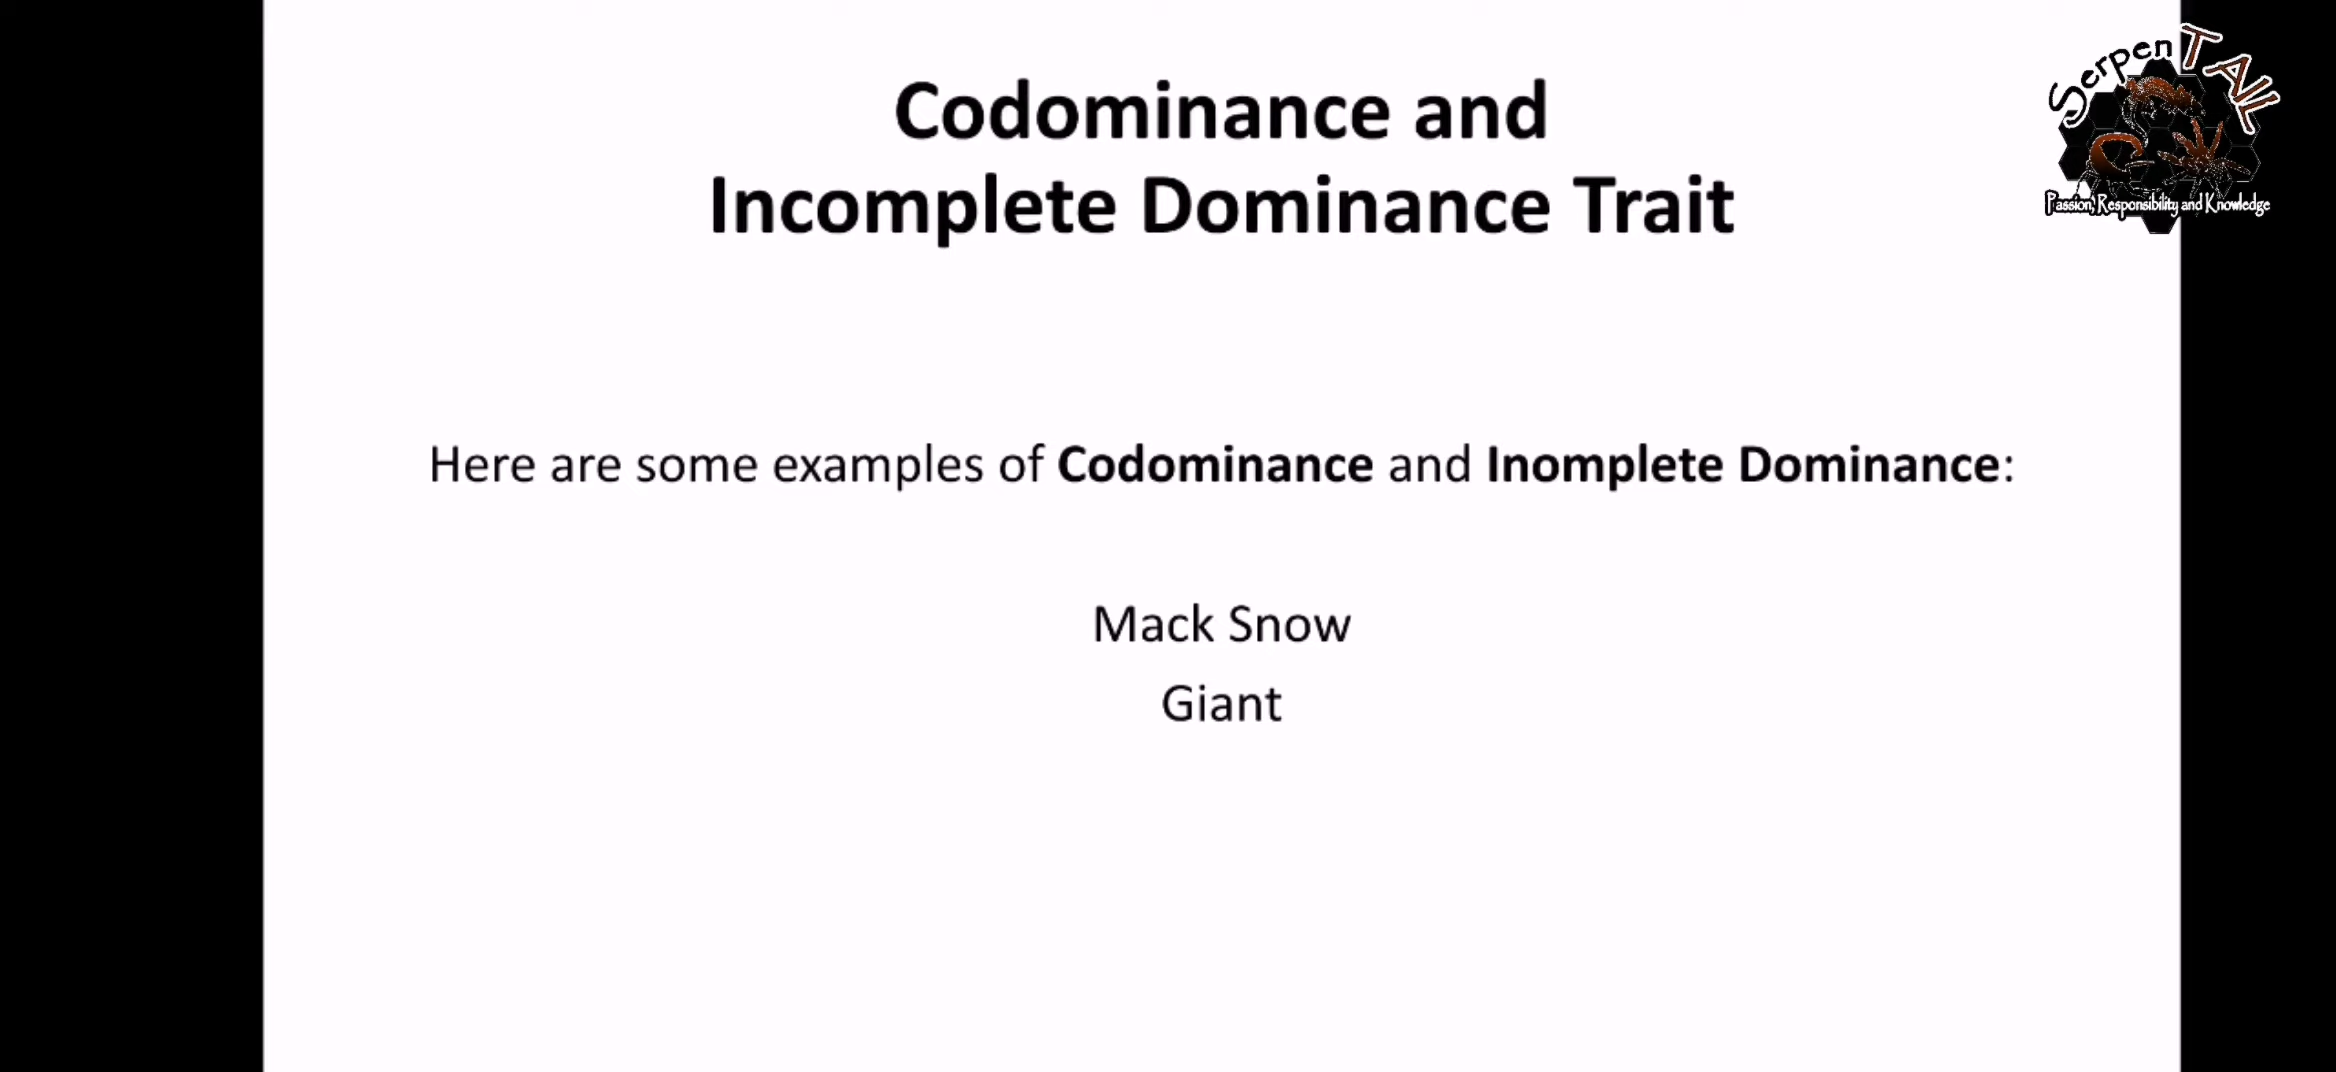 Codominance and
Incomplete Dominance Trait
SerpenTAIL
Passion, Responsibility and Knowledge
Here are some examples of Codominance and Inomplete Dominance:
Mack Snow
Giant